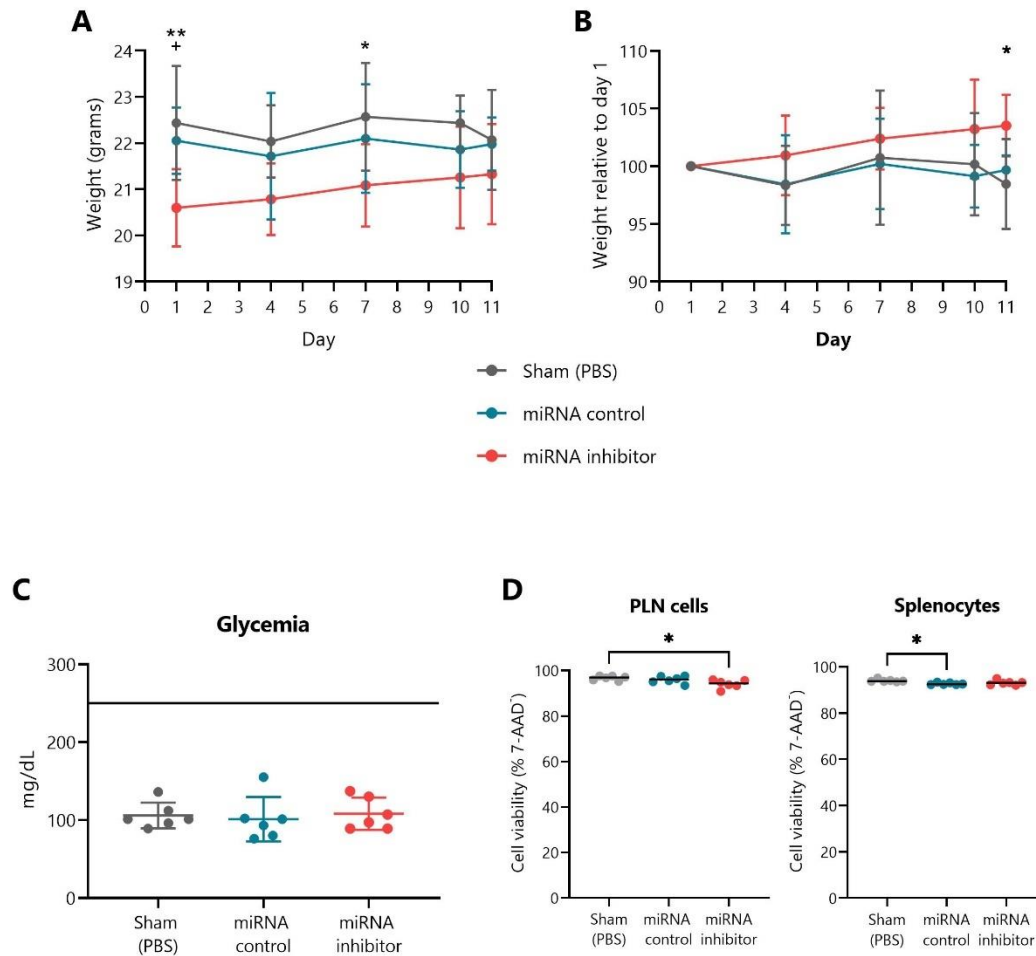 A
**
+
*
24
23
22
21
20
19
Weight (grams)
0 1 2 3 4 5 6 7 8 9 10 11
Day
B
*
110
105
100
95
90
Weight relative to day 1
0 1 2 3 4 5 6 7 8 9 10 11
Day
Sham (PBS)
miRNA control
miRNA inhibitor
C
Glycemia
300
200
100
0
mg/dL
Sham
(PBS)
miRNA
control
miRNA
inhibitor
D
PLN cells
*
100
80
60
40
20
0
Cell viability (% 7-AAD⁻)
Sham
(PBS)
miRNA
control
miRNA
inhibitor
Splenocytes
*
100
80
60
40
20
0
Cell viability (% 7-AAD⁻)
Sham
(PBS)
miRNA
control
miRNA
inhibitor